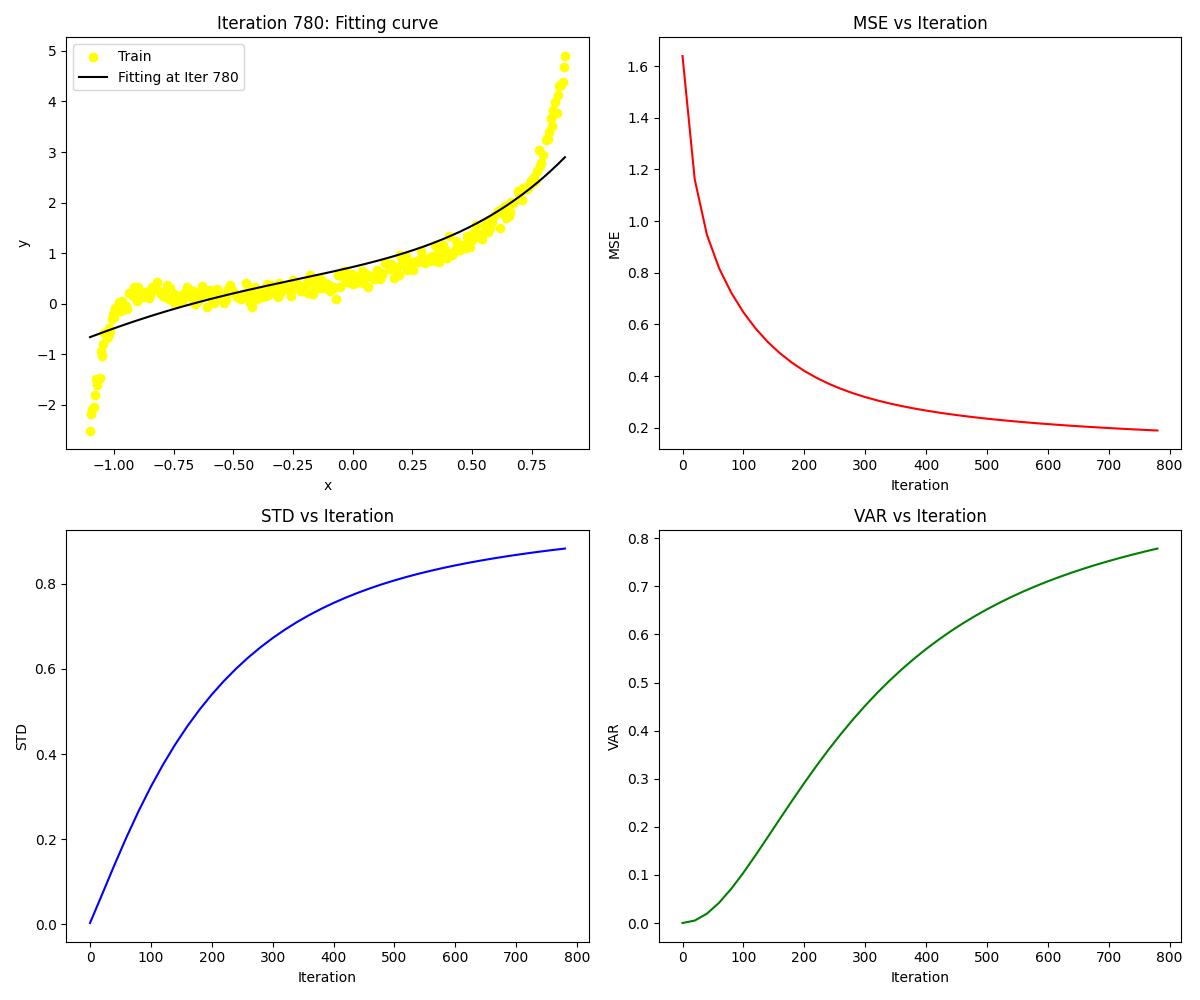 Iteration 780: Fitting curve
5
4
3
2
1
0
−1
−2
y
Train
Fitting at Iter 780
−1.00 −0.75 −0.50 −0.25 0.00 0.25 0.50 0.75
x
MSE vs Iteration
1.6
1.4
1.2
1.0
0.8
0.6
0.4
0.2
MSE
0 100 200 300 400 500 600 700 800
Iteration
STD vs Iteration
0.8
0.6
0.4
0.2
0.0
STD
0 100 200 300 400 500 600 700 800
Iteration
VAR vs Iteration
0.8
0.7
0.6
0.5
0.4
0.3
0.2
0.1
0.0
VAR
0 100 200 300 400 500 600 700 800
Iteration